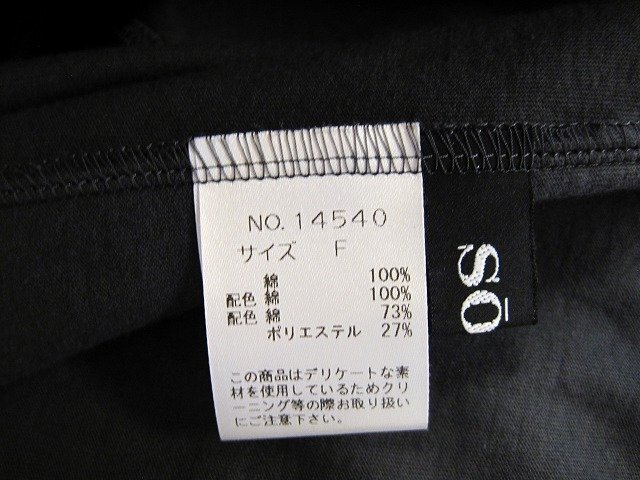 NO. 14540
サイズ F
綿 100%
配色 綿 100%
配色 綿 73%
ポリエステル 27%
この商品はデリケートな素
材を使用しているためクリ
ーニング等の際お取り扱い
にご注意下さい。
sō